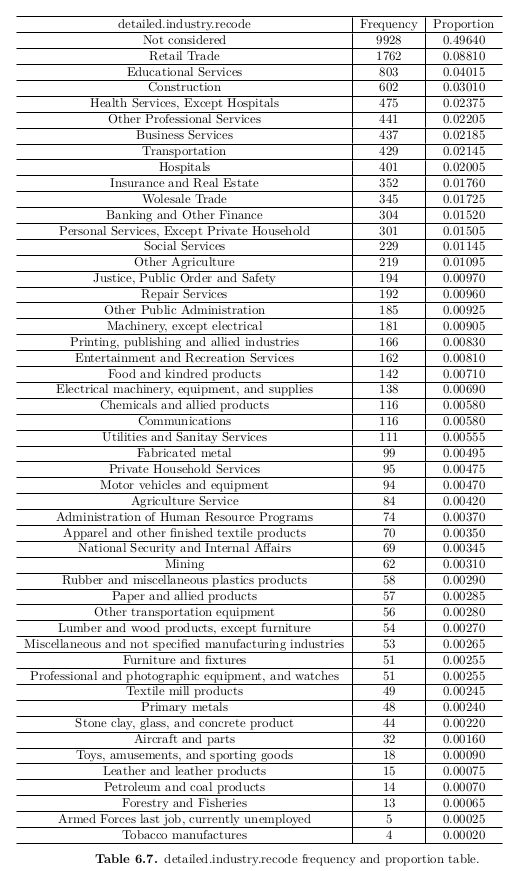 detailed.industry.recode Frequency Proportion
Not considered 9928 0.49640
Retail Trade 1762 0.08810
Educational Services 803 0.04015
Construction 602 0.03010
Health Services, Except Hospitals 475 0.02375
Other Professional Services 441 0.02205
Business Services 437 0.02185
Transportation 429 0.02145
Hospitals 401 0.02005
Insurance and Real Estate 352 0.01760
Wolesale Trade 345 0.01725
Banking and Other Finance 304 0.01520
Personal Services, Except Private Household 301 0.01505
Social Services 229 0.01145
Other Agriculture 219 0.01095
Justice, Public Order and Safety 194 0.00970
Repair Services 192 0.00960
Other Public Administration 185 0.00925
Machinery, except electrical 181 0.00905
Printing, publishing and allied industries 166 0.00830
Entertainment and Recreation Services 162 0.00810
Food and kindred products 142 0.00710
Electrical machinery, equipment, and supplies 138 0.00690
Chemicals and allied products 116 0.00580
Communications 116 0.00580
Utilities and Sanitay Services 111 0.00555
Fabricated metal 99 0.00495
Private Household Services 95 0.00475
Motor vehicles and equipment 94 0.00470
Agriculture Service 84 0.00420
Administration of Human Resource Programs 74 0.00370
Apparel and other finished textile products 70 0.00350
National Security and Internal Affairs 69 0.00345
Mining 62 0.00310
Rubber and miscellaneous plastics products 58 0.00290
Paper and allied products 57 0.00285
Other transportation equipment 56 0.00280
Lumber and wood products, except furniture 54 0.00270
Miscellaneous and not specified manufacturing industries 53 0.00265
Furniture and fixtures 51 0.00255
Professional and photographic equipment, and watches 51 0.00255
Textile mill products 49 0.00245
Primary metals 48 0.00240
Stone clay, glass, and concrete product 44 0.00220
Aircraft and parts 32 0.00160
Toys, amusements, and sporting goods 18 0.00090
Leather and leather products 15 0.00075
Petroleum and coal products 14 0.00070
Forestry and Fisheries 13 0.00065
Armed Forces last job, currently unemployed 5 0.00025
Tobacco manufactures 4 0.00020
Table 6.7. detailed.industry.recode frequency and proportion table.